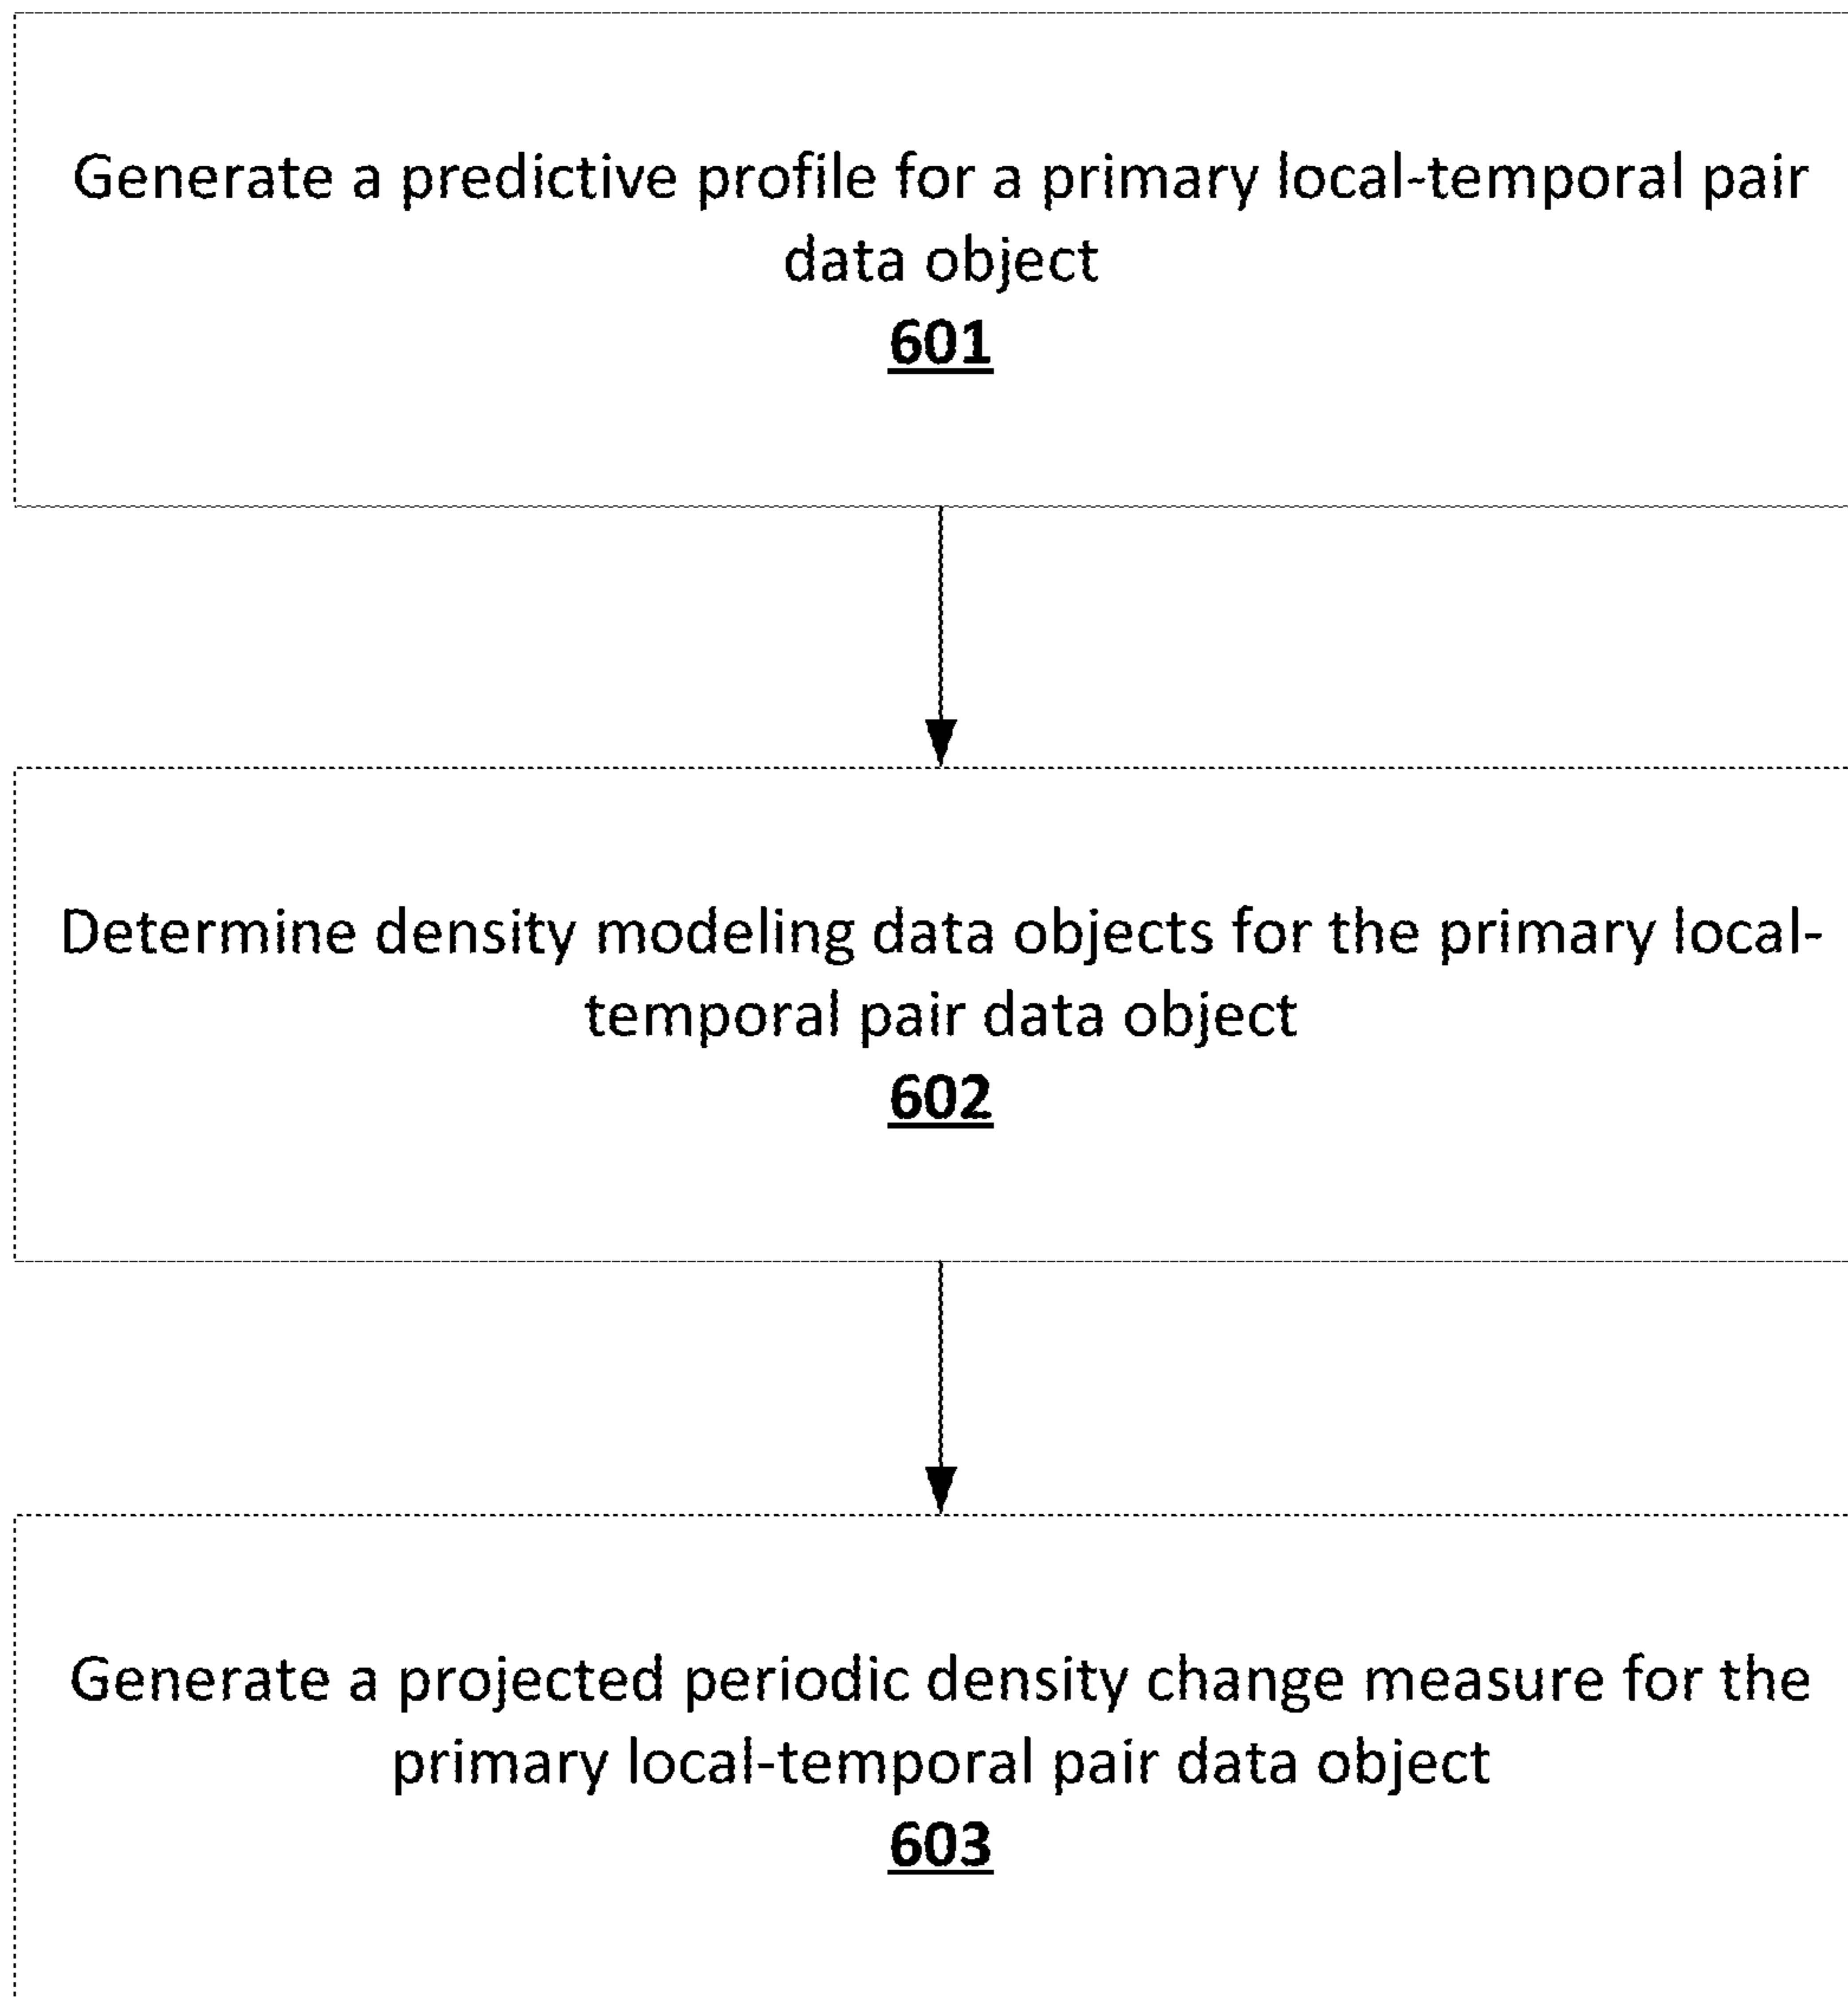 Generate a predictive profile for a primary local-temporal pair
data object
601
Determine density modeling data objects for the primary local-
temporal pair data object
602
Generate a projected periodic density change measure for the
primary local-temporal pair data object
603